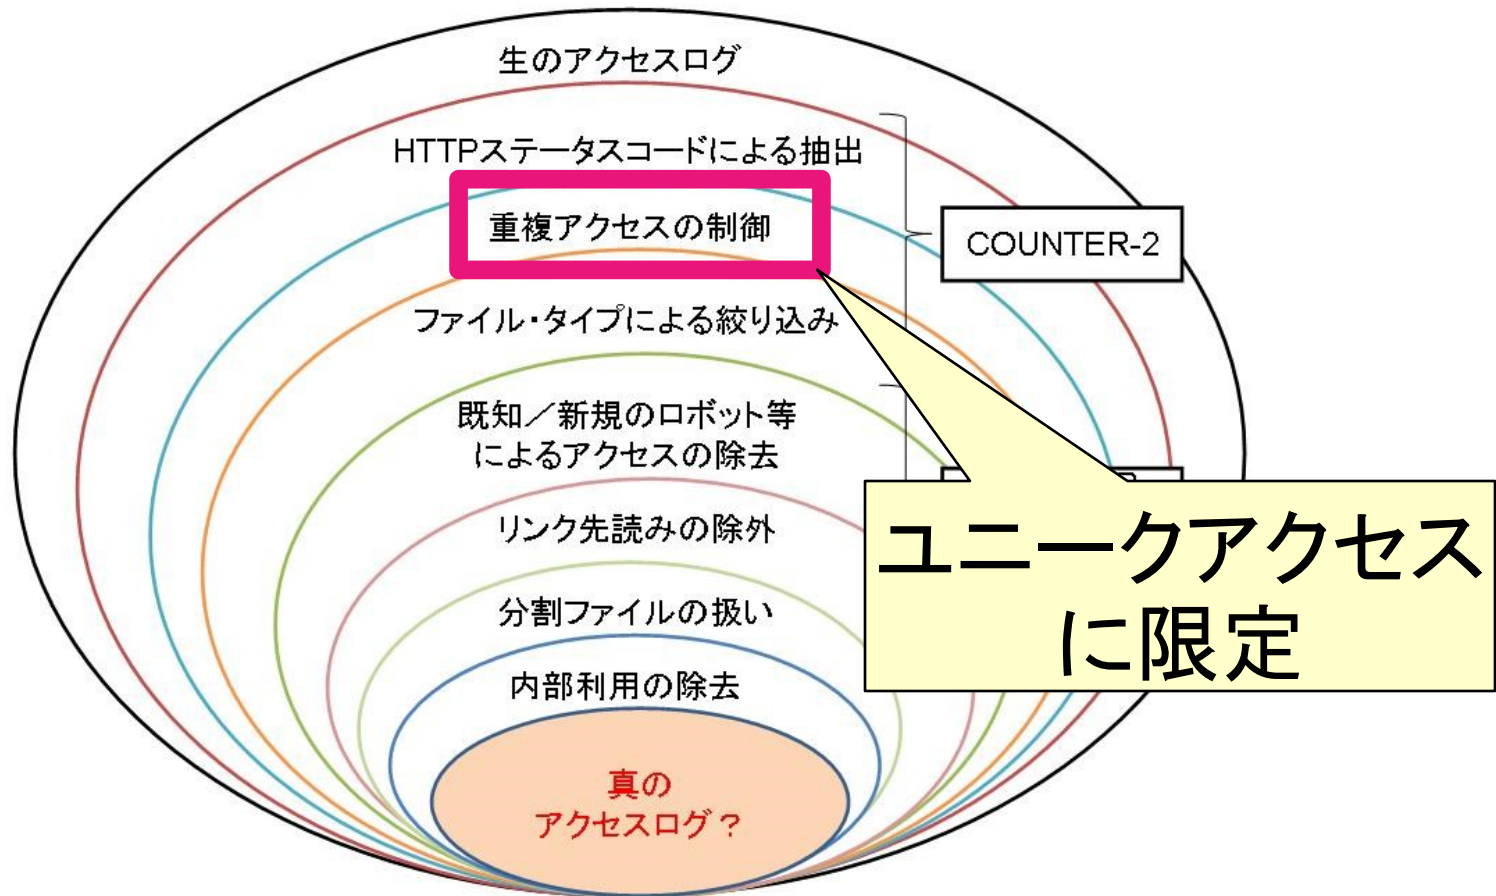 生のアクセスログ
HTTPステータスコードによる抽出
重複アクセスの制御
COUNTER-2
ファイル・タイプによる絞り込み
既知／新規のロボット等
によるアクセスの除去
リンク先読みの除外
ユニークアクセス
に限定
分割ファイルの扱い
内部利用の除去
真の
アクセスログ？